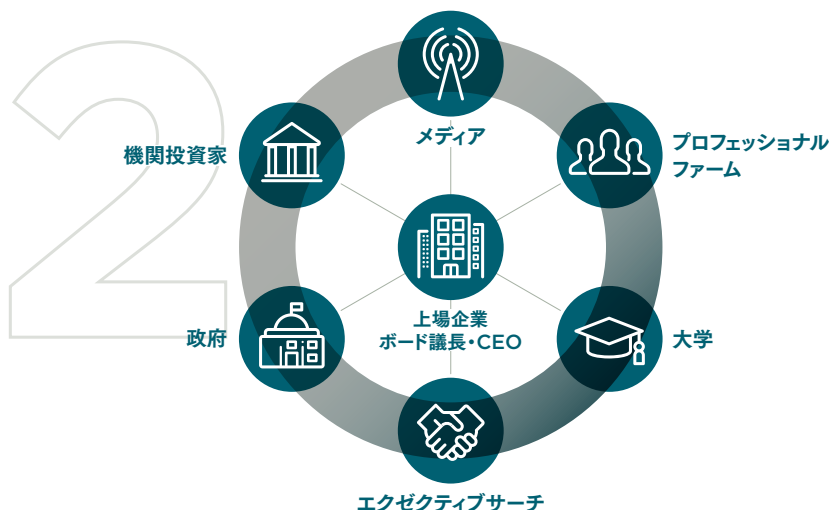 2
メディア
機関投資家
プロフェッショナル
ファーム
上場企業
ボード議長・CEO
政府
大学
エクゼクティブサーチ